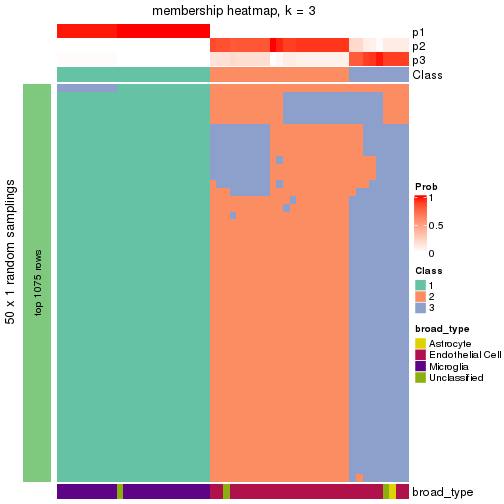 membership heatmap, k = 3
p1
p2
p3
Class
50 x 1 random samplings
top 1075 rows
Prob
1
0.5
0
Class
1
2
3
broad_type
Astrocyte
Endothelial Cell
Microglia
Unclassified
broad_type